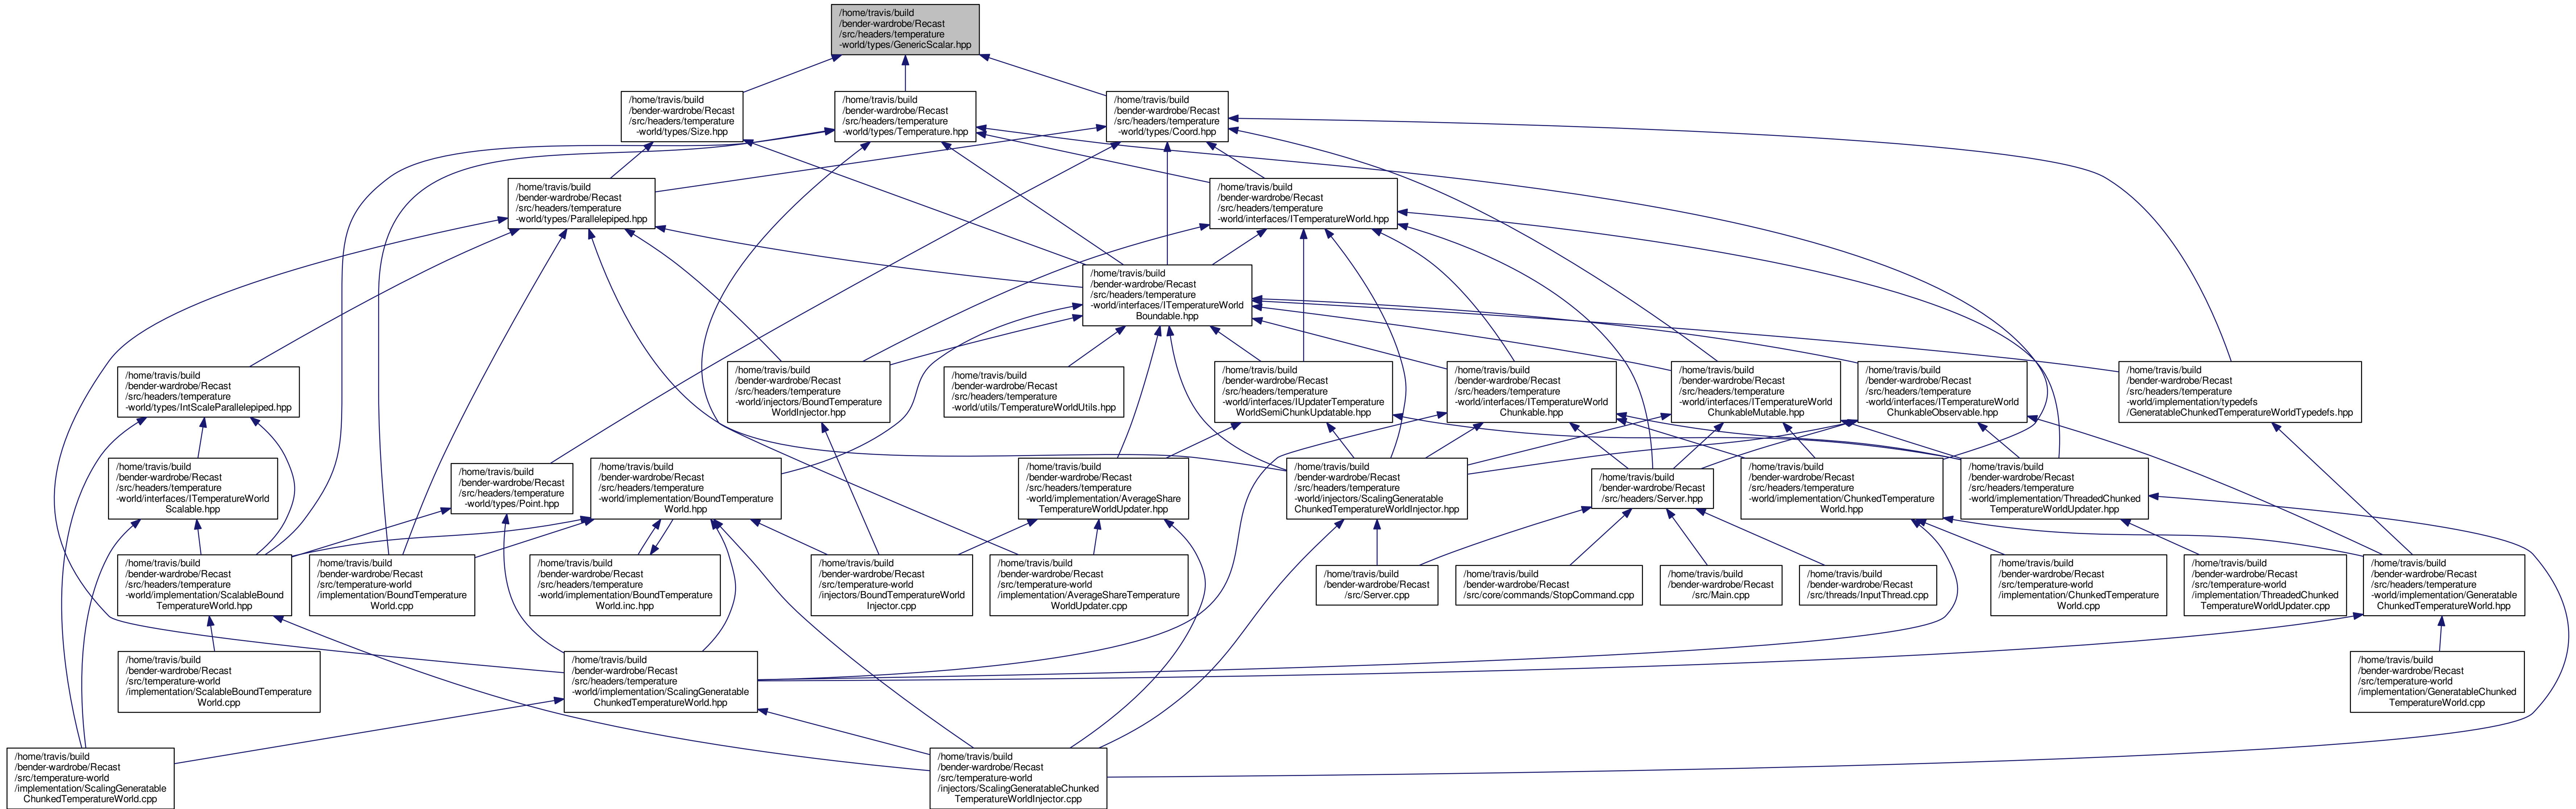 /home/travis/build
/bender-wardrobe/Recast
/src/headers/temperature
-world/types/GenericScalar.hpp
/home/travis/build
/bender-wardrobe/Recast
/src/headers/temperature
-world/types/Size.hpp
/home/travis/build
/bender-wardrobe/Recast
/src/headers/temperature
-world/types/Temperature.hpp
/home/travis/build
/bender-wardrobe/Recast
/src/headers/temperature
-world/types/Coord.hpp
/home/travis/build
/bender-wardrobe/Recast
/src/headers/temperature
-world/types/Parallelepiped.hpp
/home/travis/build
/bender-wardrobe/Recast
/src/headers/temperature
-world/interfaces/ITemperatureWorld.hpp
/home/travis/build
/bender-wardrobe/Recast
/src/headers/temperature
-world/interfaces/ITemperatureWorld
Boundable.hpp
/home/travis/build
/bender-wardrobe/Recast
/src/headers/temperature
-world/types/IntScaleParallelepiped.hpp
/home/travis/build
/bender-wardrobe/Recast
/src/headers/temperature
-world/injectors/BoundTemperature
WorldInjector.hpp
/home/travis/build
/bender-wardrobe/Recast
/src/headers/temperature
-world/utils/TemperatureWorldUtils.hpp
/home/travis/build
/bender-wardrobe/Recast
/src/headers/temperature
-world/interfaces/IUpdaterTemperature
WorldSemiChunkUpdatable.hpp
/home/travis/build
/bender-wardrobe/Recast
/src/headers/temperature
-world/interfaces/ITemperatureWorld
Chunkable.hpp
/home/travis/build
/bender-wardrobe/Recast
/src/headers/temperature
-world/interfaces/ITemperatureWorld
ChunkableMutable.hpp
/home/travis/build
/bender-wardrobe/Recast
/src/headers/temperature
-world/interfaces/ITemperatureWorld
ChunkableObservable.hpp
/home/travis/build
/bender-wardrobe/Recast
/src/headers/temperature
-world/implementation/typedefs
/GeneratableChunkedTemperatureWorldTypedefs.hpp
/home/travis/build
/bender-wardrobe/Recast
/src/headers/temperature
-world/interfaces/ITemperatureWorld
Scalable.hpp
/home/travis/build
/bender-wardrobe/Recast
/src/headers/temperature
-world/types/Point.hpp
/home/travis/build
/bender-wardrobe/Recast
/src/headers/temperature
-world/implementation/BoundTemperature
World.hpp
/home/travis/build
/bender-wardrobe/Recast
/src/headers/temperature
-world/implementation/AverageShare
TemperatureWorldUpdater.hpp
/home/travis/build
/bender-wardrobe/Recast
/src/headers/temperature
-world/injectors/ScalingGeneratable
ChunkedTemperatureWorldInjector.hpp
/home/travis/build
/bender-wardrobe/Recast
/src/headers/Server.hpp
/home/travis/build
/bender-wardrobe/Recast
/src/headers/temperature
-world/implementation/ChunkedTemperature
World.hpp
/home/travis/build
/bender-wardrobe/Recast
/src/headers/temperature
-world/implementation/ThreadedChunked
TemperatureWorldUpdater.hpp
/home/travis/build
/bender-wardrobe/Recast
/src/headers/temperature
-world/implementation/ScalableBound
TemperatureWorld.hpp
/home/travis/build
/bender-wardrobe/Recast
/src/temperature-world
/implementation/BoundTemperature
World.cpp
/home/travis/build
/bender-wardrobe/Recast
/src/headers/temperature
-world/implementation/BoundTemperature
World.inc.hpp
/home/travis/build
/bender-wardrobe/Recast
/src/temperature-world
/injectors/BoundTemperatureWorld
Injector.cpp
/home/travis/build
/bender-wardrobe/Recast
/src/temperature-world
/implementation/AverageShareTemperature
WorldUpdater.cpp
/home/travis/build
/bender-wardrobe/Recast
/src/Server.cpp
/home/travis/build
/bender-wardrobe/Recast
/src/core/commands/StopCommand.cpp
/home/travis/build
/bender-wardrobe/Recast
/src/Main.cpp
/home/travis/build
/bender-wardrobe/Recast
/src/threads/InputThread.cpp
/home/travis/build
/bender-wardrobe/Recast
/src/temperature-world
/implementation/ChunkedTemperature
World.cpp
/home/travis/build
/bender-wardrobe/Recast
/src/temperature-world
/implementation/ThreadedChunked
TemperatureWorldUpdater.cpp
/home/travis/build
/bender-wardrobe/Recast
/src/headers/temperature
-world/implementation/Generatable
ChunkedTemperatureWorld.hpp
/home/travis/build
/bender-wardrobe/Recast
/src/temperature-world
/implementation/ScalableBoundTemperature
World.cpp
/home/travis/build
/bender-wardrobe/Recast
/src/headers/temperature
-world/implementation/ScalingGeneratable
ChunkedTemperatureWorld.hpp
/home/travis/build
/bender-wardrobe/Recast
/src/temperature-world
/implementation/GeneratableChunked
TemperatureWorld.cpp
/home/travis/build
/bender-wardrobe/Recast
/src/temperature-world
/implementation/ScalingGeneratable
ChunkedTemperatureWorld.cpp
/home/travis/build
/bender-wardrobe/Recast
/src/temperature-world
/injectors/ScalingGeneratableChunked
TemperatureWorldInjector.cpp